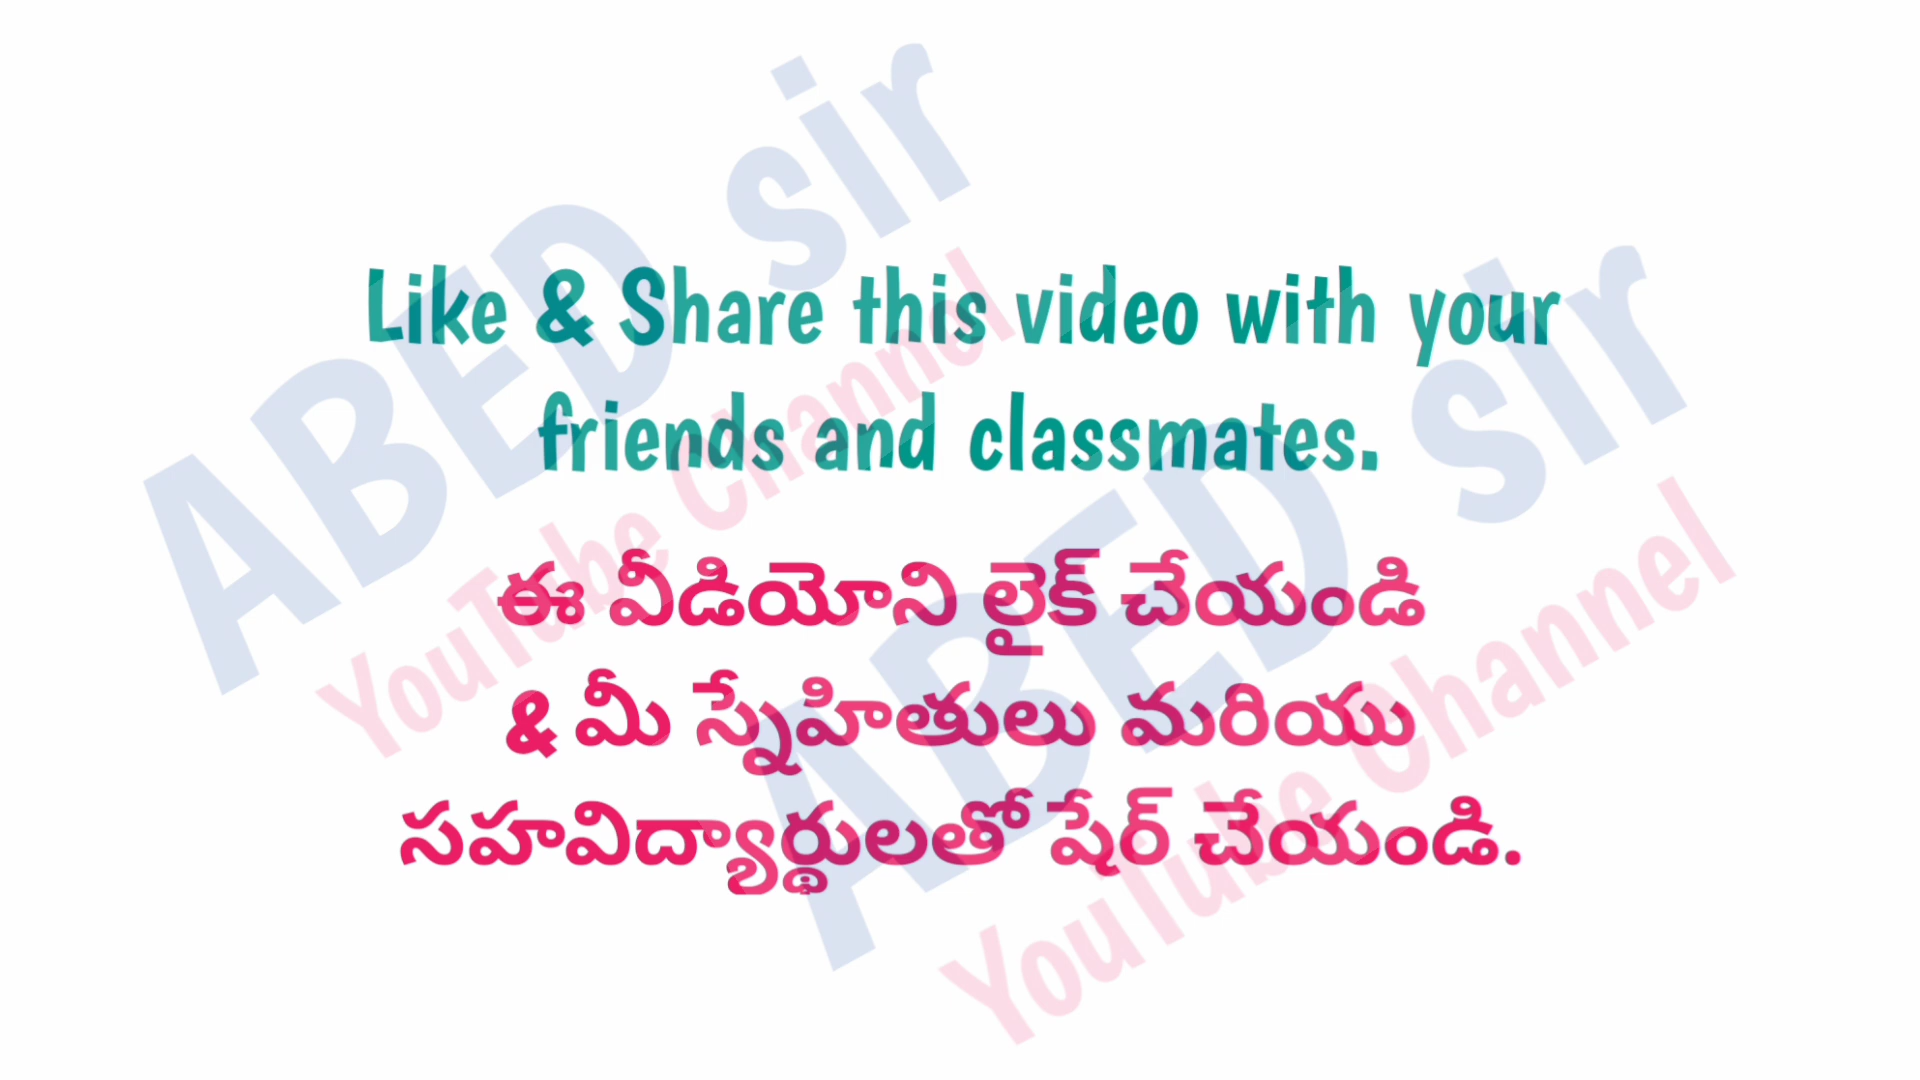 Like & Share this video with your
friends and classmates.
ఈ వీడియోని లైక్ చేయండి
& మీ స్నేహితులు మరియు
సహవిద్యార్థులతో షేర్ చేయండి.
ABED sir
YouTube Channel
ABED sir
YouTube Channel